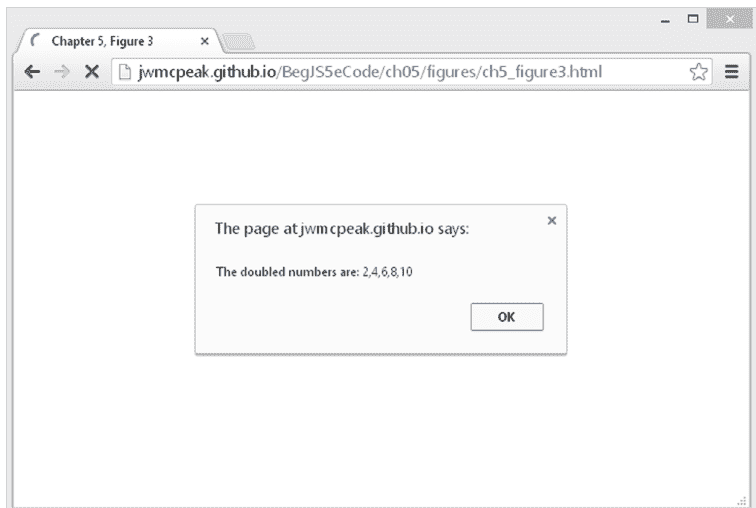 Chapter 5, Figure 3
jwmcpeak.github.io/BegJS5eCode/ch05/figures/ch5_figure3.html
The page at jwmcpeak.github.io says:
The doubled numbers are: 2,4,6,8,10
OK